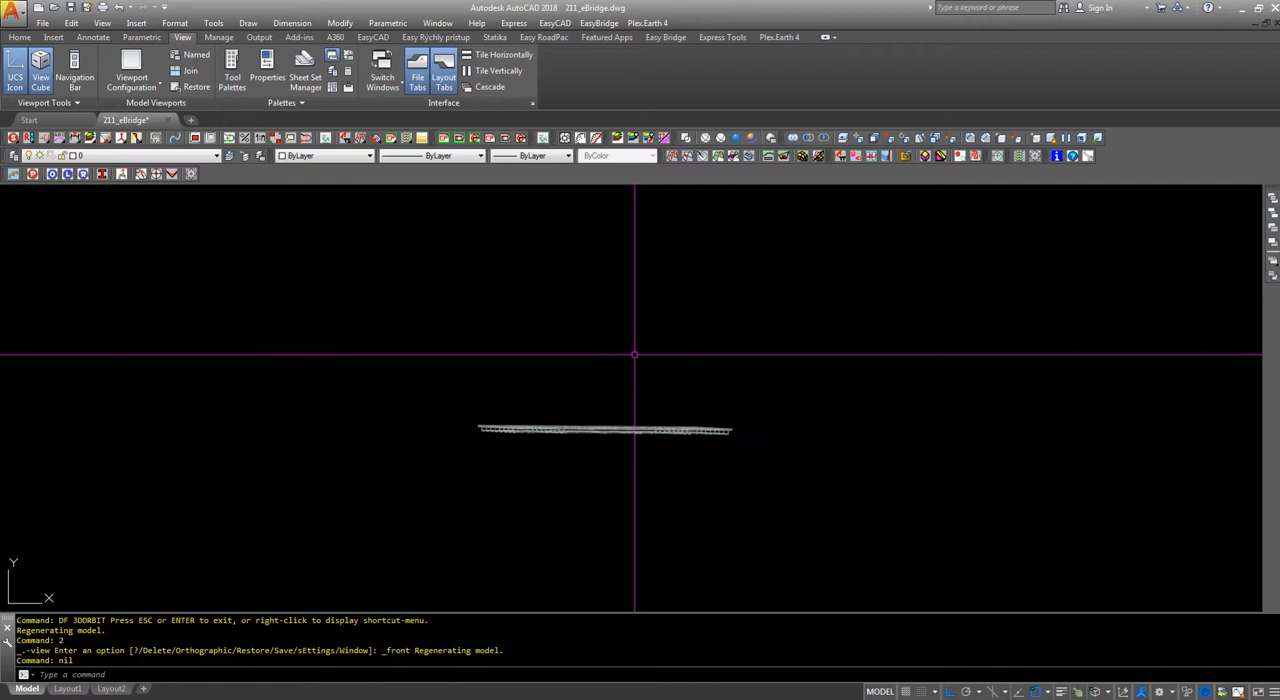 Autodesk AutoCAD 2018   211_eBridge.dwg
Type a keyword or phrase
Sign In
File Edit View Insert Format Tools Draw Dimension Modify Parametric Window Help Express EasyCAD EasyBridge Plex.Earth 4
Home Insert Annotate Parametric View Manage Output Add-ins A360 EasyCAD Easy Rýchly prístup Statika Easy RoadPac Featured Apps Easy Bridge Express Tools Plex.Earth 4
UCS Icon
View Cube
Navigation Bar
Viewport Configuration
Named
Join
Restore
Tool Palettes
Properties
Sheet Set Manager
Switch Windows
File Tabs
Layout Tabs
Tile Horizontally
Tile Vertically
Cascade
Viewport Tools
Model Viewports
Palettes
Interface
Start
211_eBridge*
0
ByLayer
ByLayer
ByLayer
ByColor
Y
X
Command: DF 3DORBIT Press ESC or ENTER to exit, or right-click to display shortcut-menu.
Regenerating model.
Command: 2
_.-view Enter an option [?/Delete/Orthographic/Restore/Save/sEttings/Window]: _front Regenerating model.
Command: nil
Type a command
Model Layout1 Layout2
MODEL